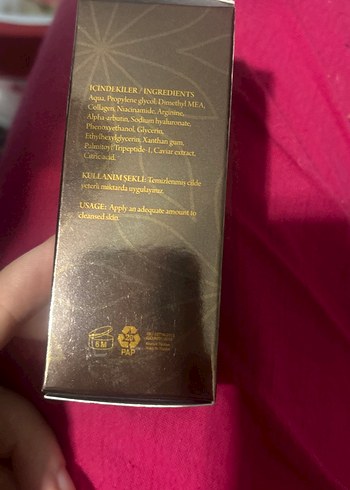 İÇİNDEKİLER / INGREDIENTS
Aqua, Propylene glycol, Dimethyl MEA,
Collagen, Niacinamide, Arginine,
Alpha-arbutin, Sodium hyaluronate,
Phenoxyethanol, Glycerin,
Ethylhexylglycerin, Xanthan gum,
Palmitoyl Tripeptide-1, Caviar extract,
Citric acid.
KULLANIM ŞEKLİ: Temizlenmiş cilde
yeterli miktarda uygulayınız.
USAGE: Apply an adequate amount to
cleansed skin.
6 M
PAP